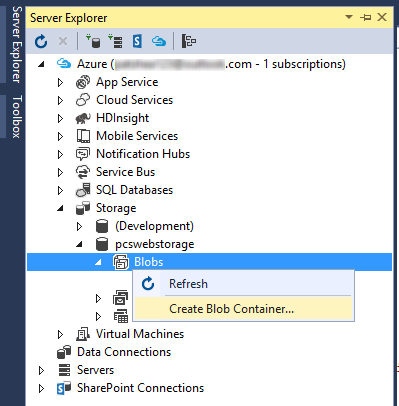 Server Explorer
Toolbox
Server Explorer
Azure ( .com - 1 subscriptions)
App Service
Cloud Services
HDInsight
Mobile Services
Notification Hubs
Service Bus
SQL Databases
Storage
(Development)
pcswebstorage
Blobs
Refresh
Create Blob Container...
Virtual Machines
Data Connections
Servers
SharePoint Connections